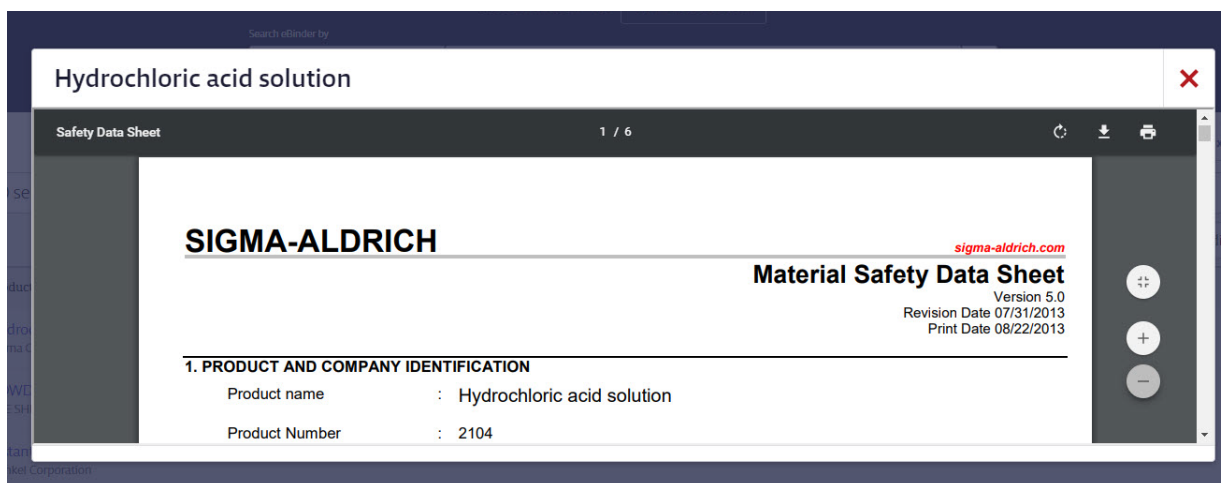 Search eBinder by
Hydrochloric acid solution
Safety Data Sheet
1 / 6
SIGMA-ALDRICH
sigma-aldrich.com
Material Safety Data Sheet
Version 5.0
Revision Date 07/31/2013
Print Date 08/22/2013
1. PRODUCT AND COMPANY IDENTIFICATION
Product name : Hydrochloric acid solution
Product Number : 2104
Corporation